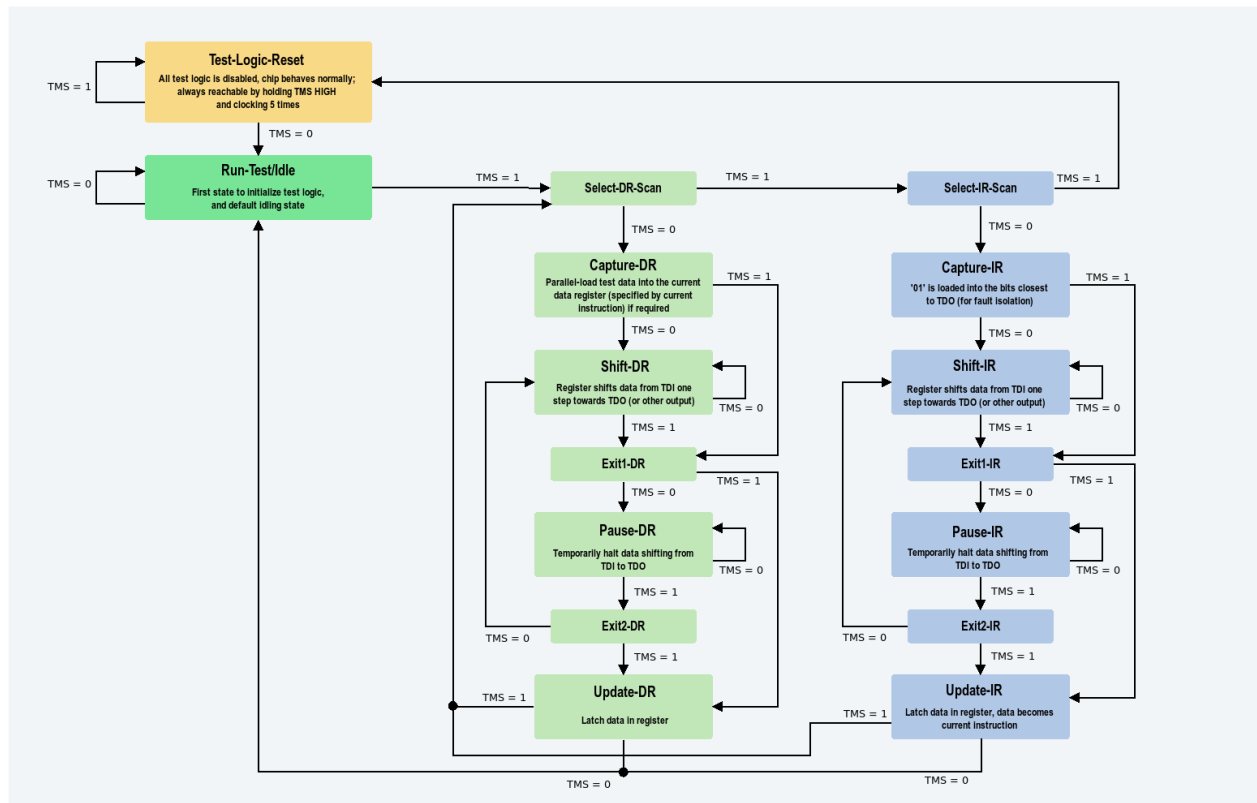 Test-Logic-Reset
All test logic is disabled, chip behaves normally;
always reachable by holding TMS HIGH
and clocking 5 times
TMS = 1
TMS = 0
Run-Test/Idle
First state to initialize test logic,
and default idling state
TMS = 0
TMS = 1
Select-DR-Scan
TMS = 1
Select-IR-Scan
TMS = 1
TMS = 0
Capture-DR
Parallel-load test data into the current
data register (specified by current
instruction) if required
TMS = 1
TMS = 0
Shift-DR
Register shifts data from TDI one
step towards TDO (or other output)
TMS = 0
TMS = 1
Exit1-DR
TMS = 1
TMS = 0
Pause-DR
Temporarily halt data shifting from
TDI to TDO
TMS = 0
TMS = 1
Exit2-DR
TMS = 0
TMS = 1
Update-DR
Latch data in register
TMS = 1
TMS = 0
TMS = 0
Capture-IR
'01' is loaded into the bits closest
to TDO (for fault isolation)
TMS = 1
TMS = 0
Shift-IR
Register shifts data from TDI one
step towards TDO (or other output)
TMS = 0
TMS = 1
Exit1-IR
TMS = 1
TMS = 0
Pause-IR
Temporarily halt data shifting from
TDI to TDO
TMS = 0
TMS = 1
Exit2-IR
TMS = 0
TMS = 1
Update-IR
Latch data in register, data becomes
current instruction
TMS = 1
TMS = 0